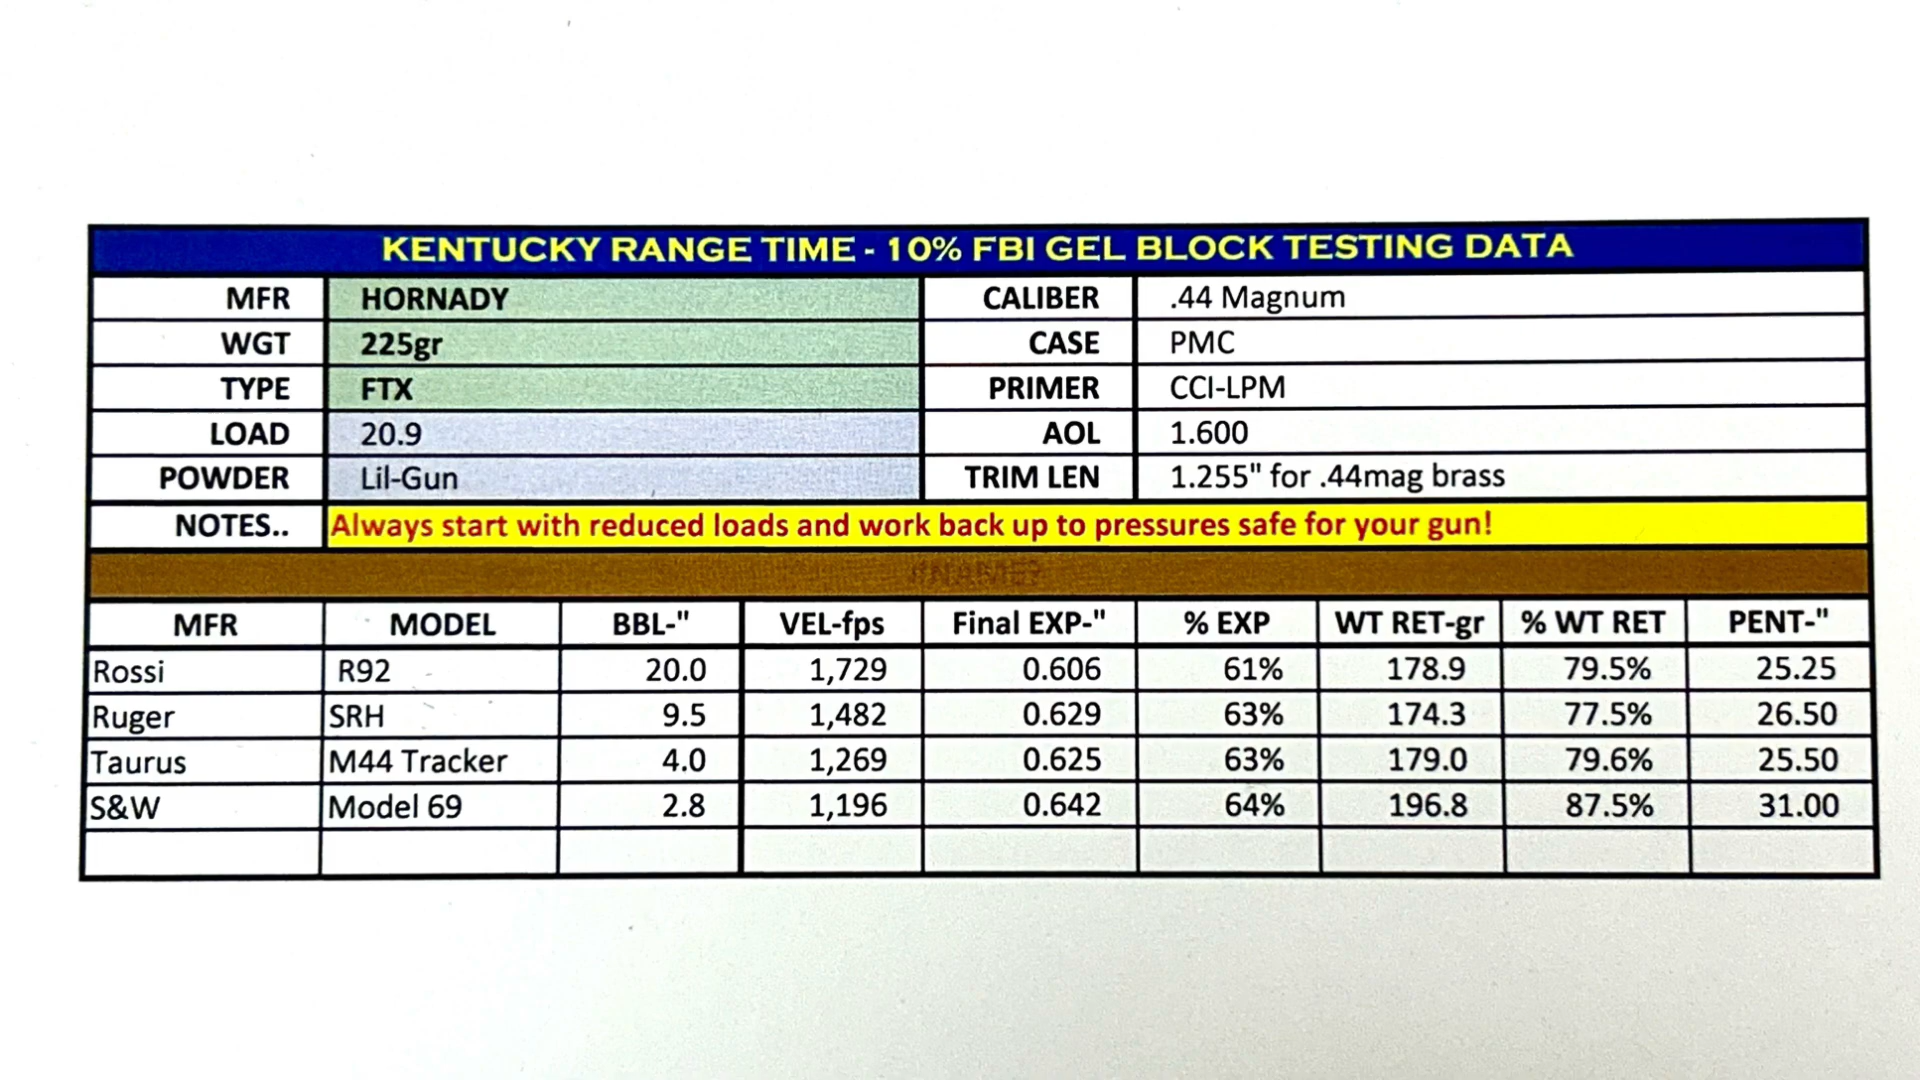 KENTUCKY RANGE TIME - 10% FBI GEL BLOCK TESTING DATA
MFR HORNADY CALIBER .44 Magnum
WGT 225gr CASE PMC
TYPE FTX PRIMER CCI-LPM
LOAD 20.9 AOL 1.600
POWDER Lil-Gun TRIM LEN 1.255" for .44mag brass
NOTES.. Always start with reduced loads and work back up to pressures safe for your gun!
#NAME?
MFR MODEL BBL-" VEL-fps Final EXP-" % EXP WT RET-gr % WT RET PENT-"
Rossi R92 20.0 1,729 0.606 61% 178.9 79.5% 25.25
Ruger SRH 9.5 1,482 0.629 63% 174.3 77.5% 26.50
Taurus M44 Tracker 4.0 1,269 0.625 63% 179.0 79.6% 25.50
S&W Model 69 2.8 1,196 0.642 64% 196.8 87.5% 31.00